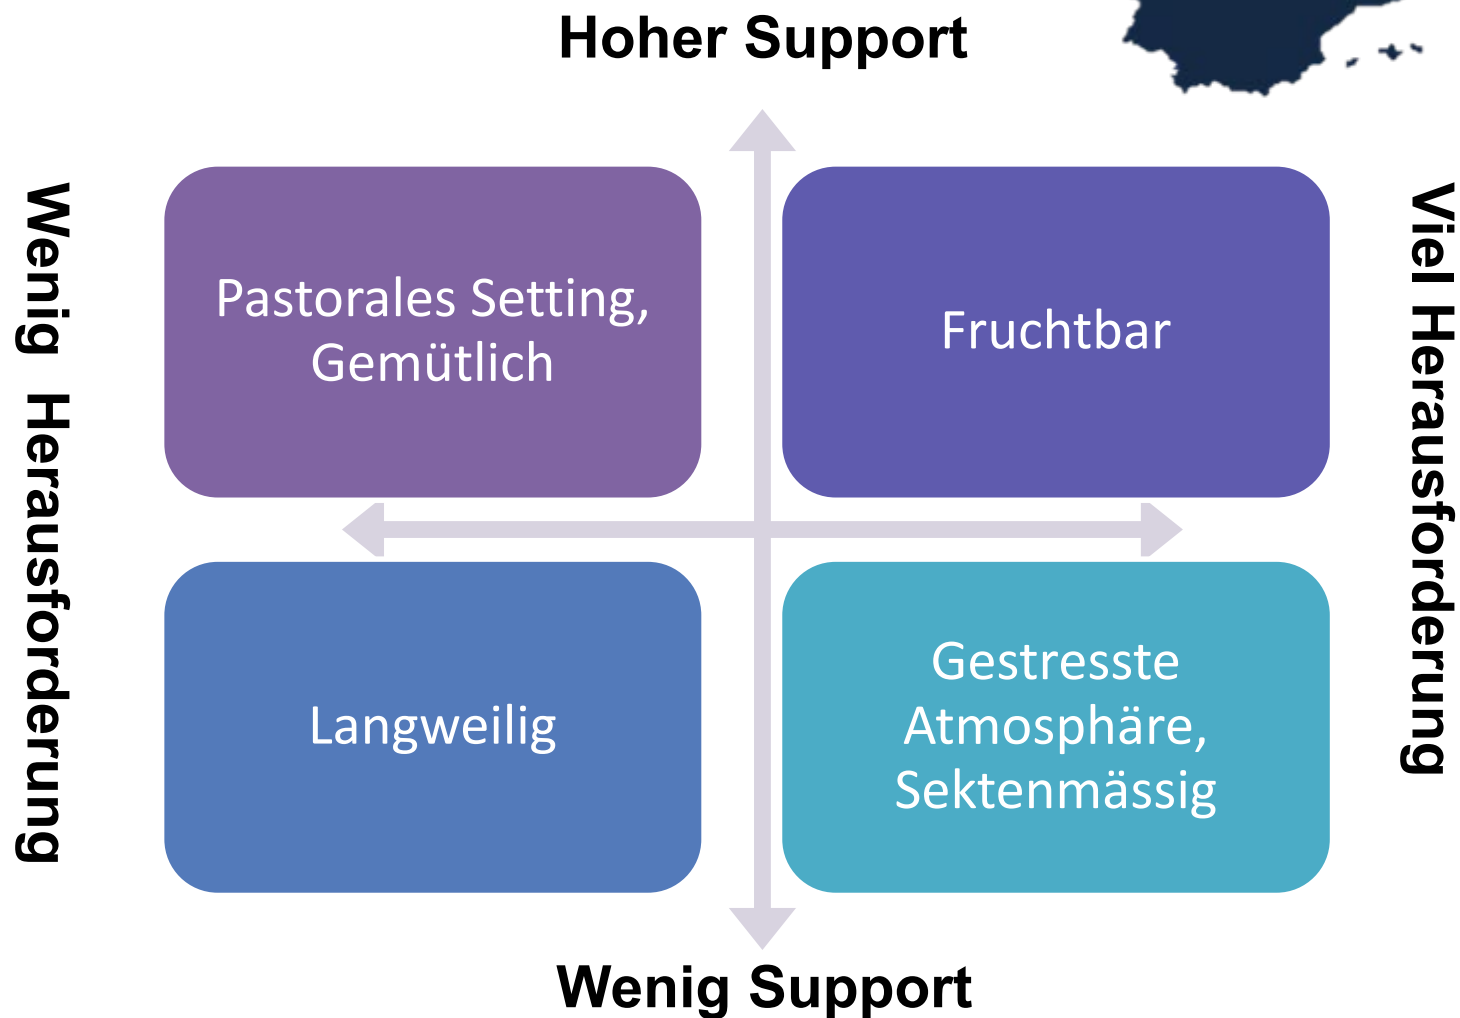 Hoher Support
Wenig Herausforderung
Pastorales Setting,
Gemütlich
Fruchtbar
Viel Herausforderung
Langweilig
Gestresste
Atmosphäre,
Sektenmässig
Wenig Support